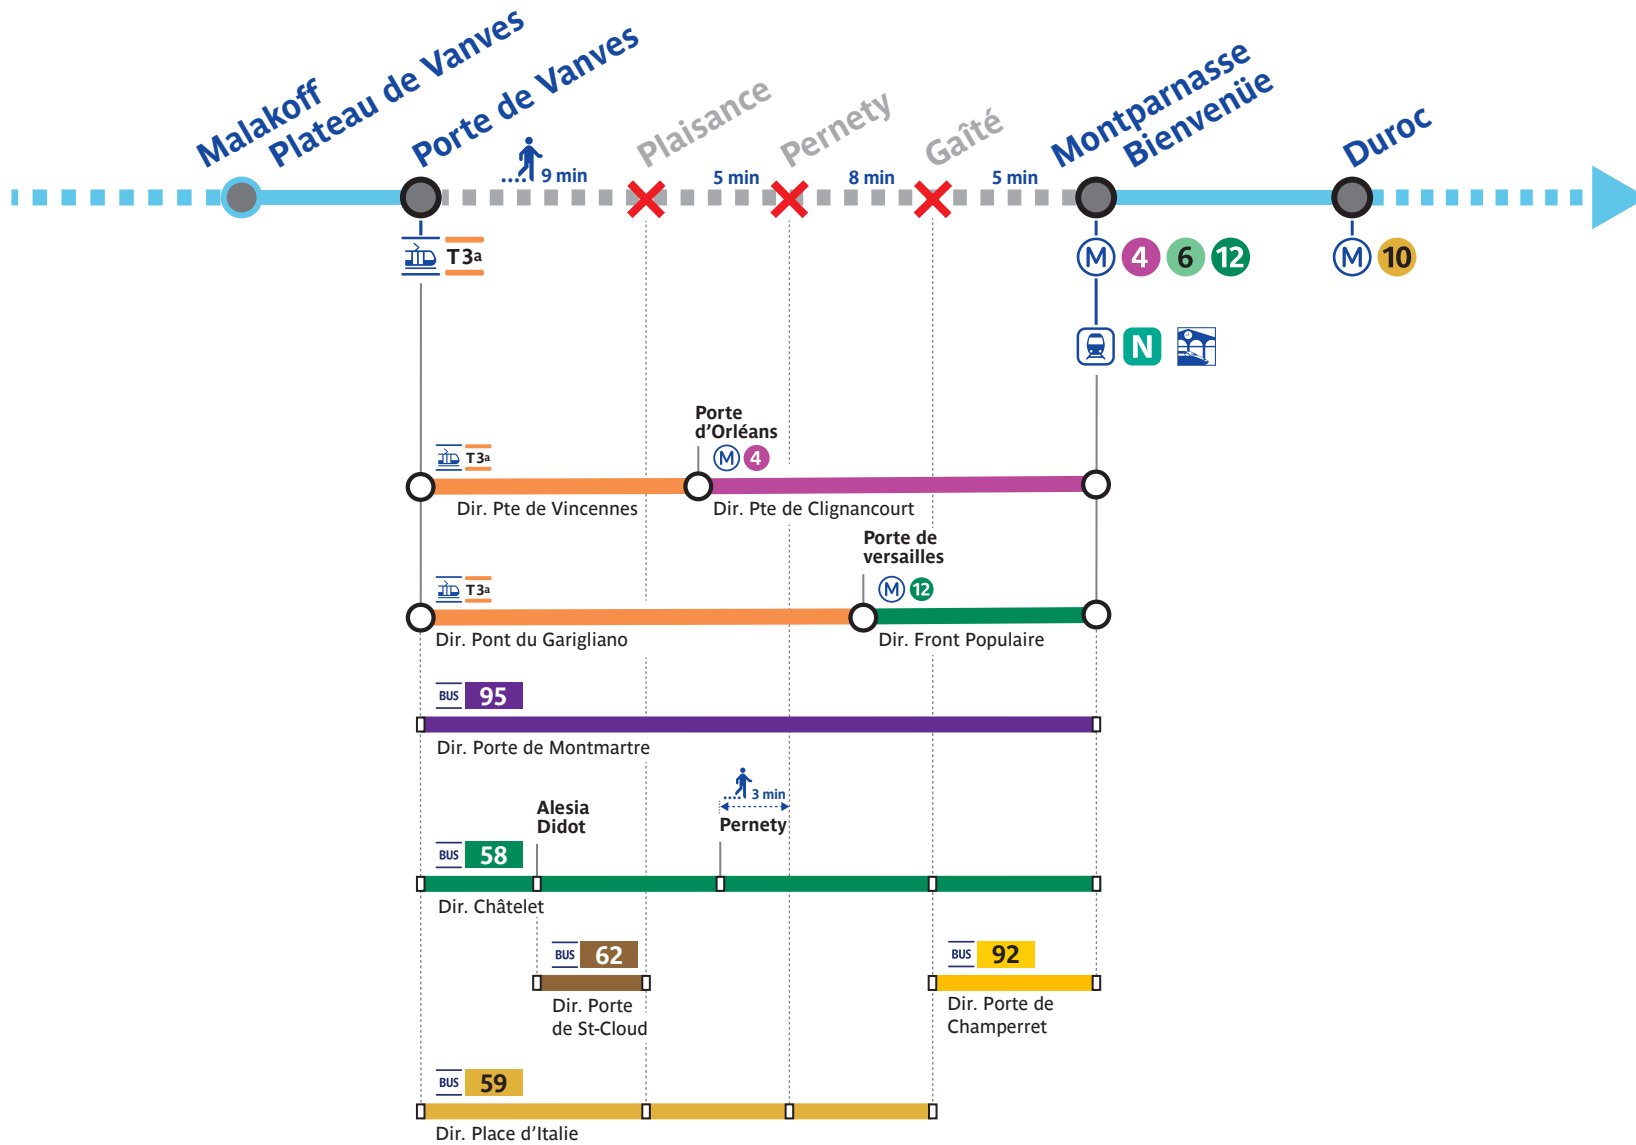 Malakoff
Plateau de Vanves
Porte de Vanves
Plaisance
Pernety
Gaîté
Montparnasse
Bienvenüe
Duroc
9 min
5 min
8 min
5 min
T3a
M 4 6 12
M 10
N
Porte
d’Orléans
M 4
T3a
Dir. Pte de Vincennes
Dir. Pte de Clignancourt
Porte de
versailles
M 12
T3a
Dir. Pont du Garigliano
Dir. Front Populaire
BUS 95
Dir. Porte de Montmartre
3 min
Alesia
Didot
Pernety
BUS 58
Dir. Châtelet
BUS 62
BUS 92
Dir. Porte
de St-Cloud
Dir. Porte de
Champerret
BUS 59
Dir. Place d’Italie